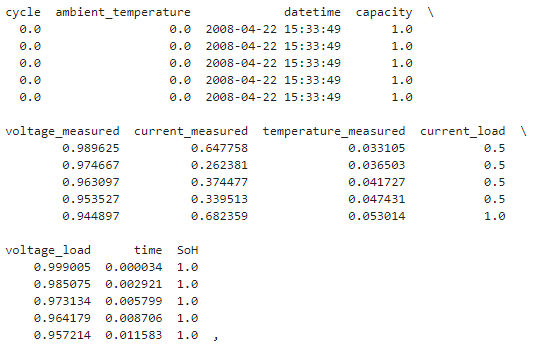 cycle ambient_temperature datetime capacity \
0.0 0.0 2008-04-22 15:33:49 1.0
0.0 0.0 2008-04-22 15:33:49 1.0
0.0 0.0 2008-04-22 15:33:49 1.0
0.0 0.0 2008-04-22 15:33:49 1.0
0.0 0.0 2008-04-22 15:33:49 1.0
voltage_measured current_measured temperature_measured current_load \
0.989625 0.647758 0.033105 0.5
0.974667 0.262381 0.036503 0.5
0.963097 0.374477 0.041727 0.5
0.953527 0.339513 0.047431 0.5
0.944897 0.682359 0.053014 1.0
voltage_load time SoH
0.999005 0.000034 1.0
0.985075 0.002921 1.0
0.973134 0.005799 1.0
0.964179 0.008706 1.0
0.957214 0.011583 1.0 ,